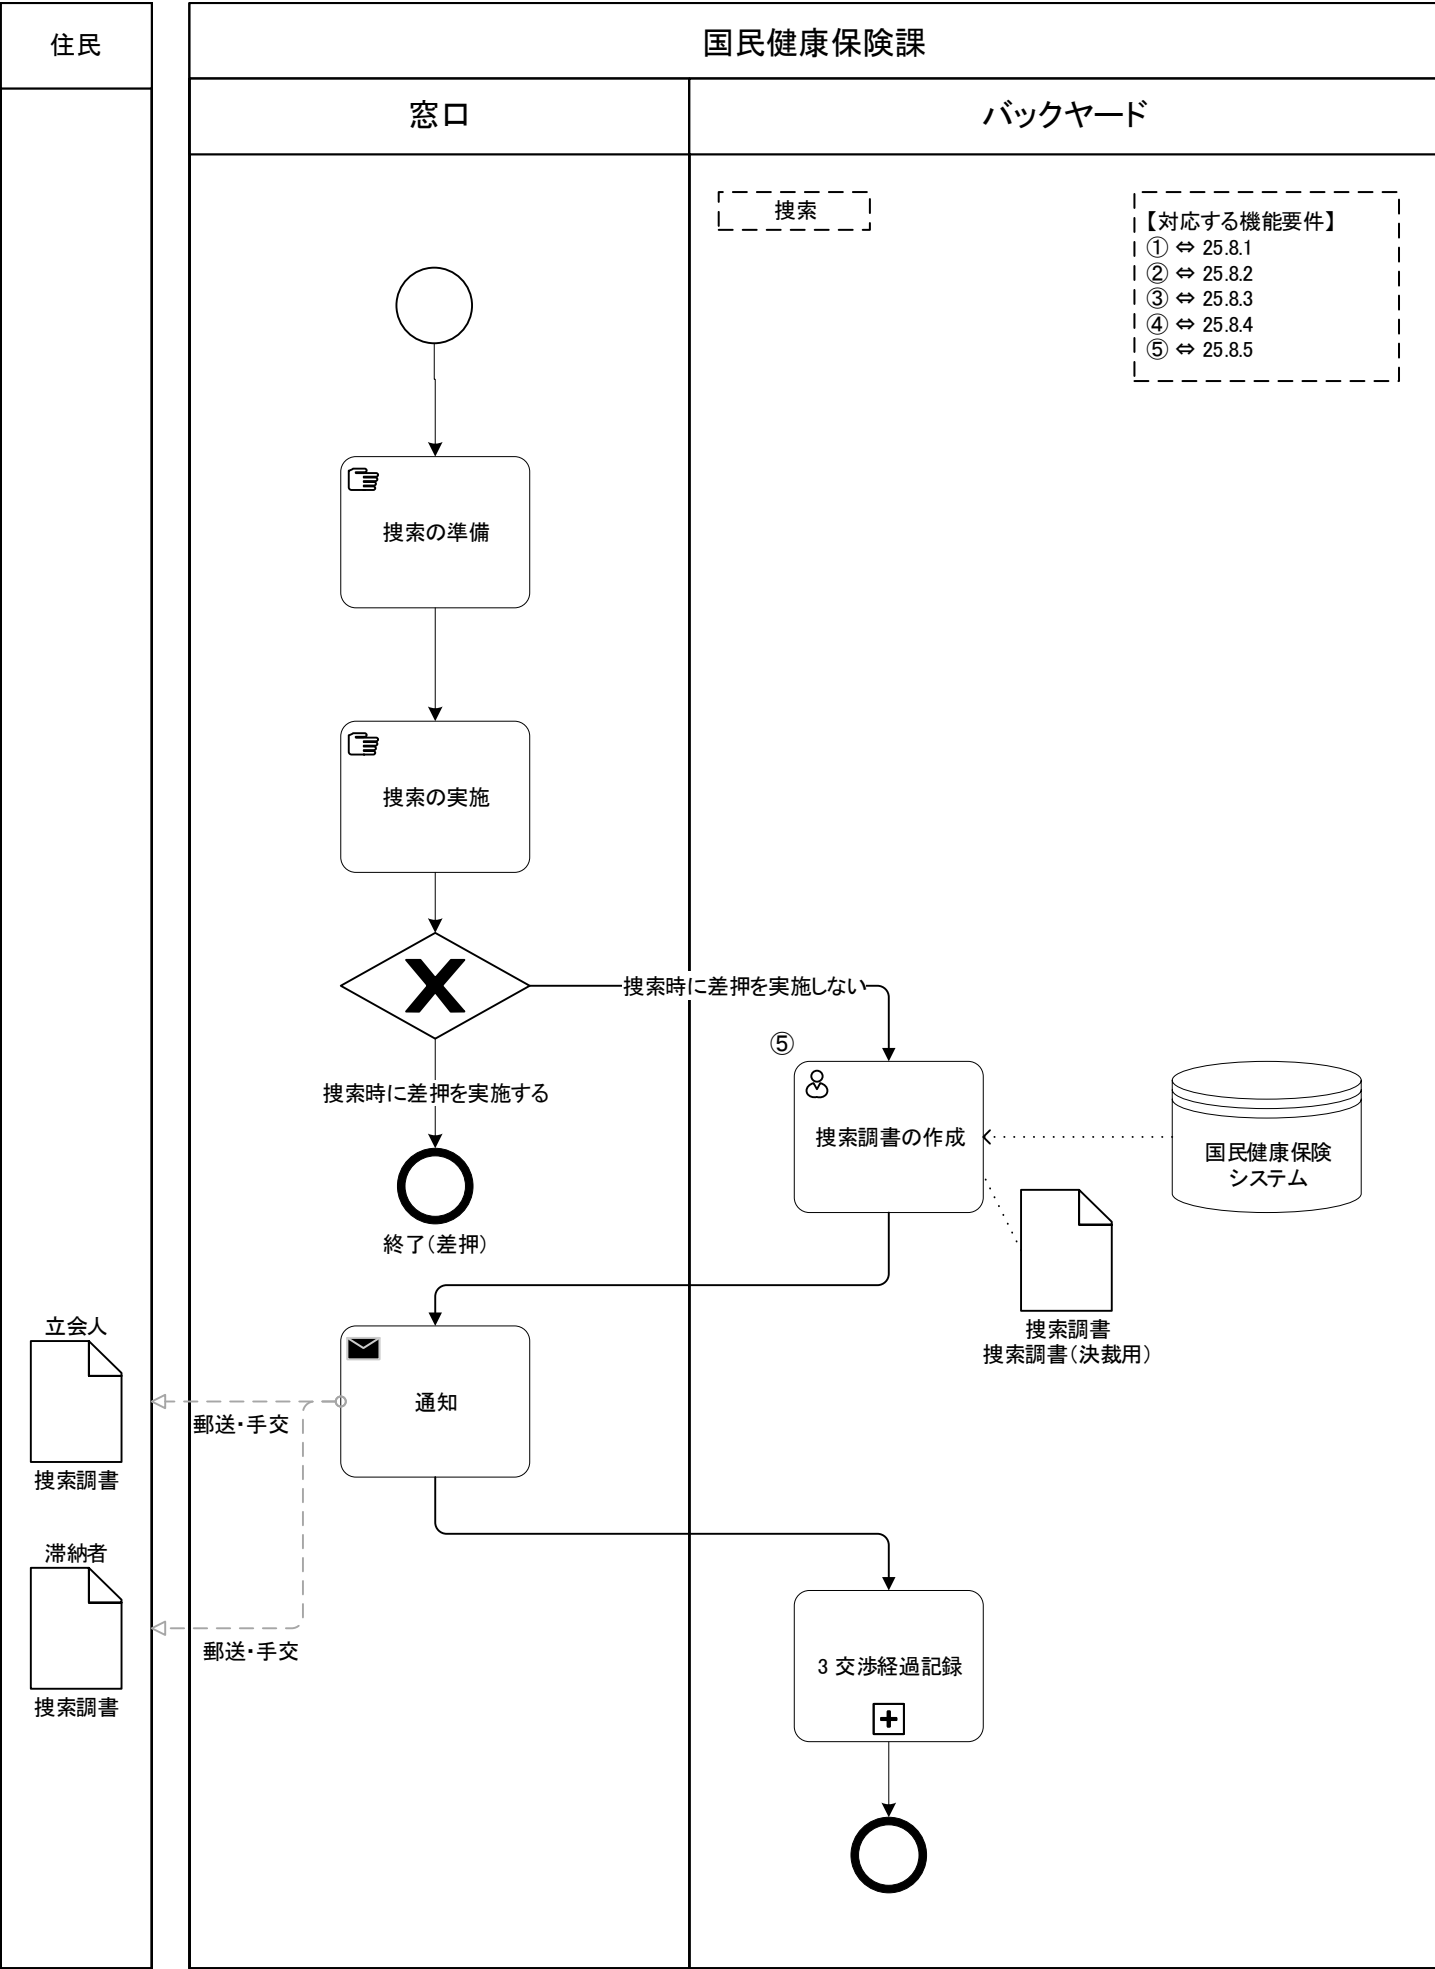 住民
国民健康保険課
窓口
バックヤード
捜索
【対応する機能要件】
① ⇔ 25.8.1
② ⇔ 25.8.2
③ ⇔ 25.8.3
④ ⇔ 25.8.4
⑤ ⇔ 25.8.5
捜索の準備
捜索の実施
捜索時に差押を実施しない
⑤
捜索時に差押を実施する
捜索調書の作成
国民健康保険
システム
終了(差押)
捜索調書
捜索調書(決裁用)
立会人
通知
郵送・手交
捜索調書
滞納者
郵送・手交
3 交渉経過記録
捜索調書